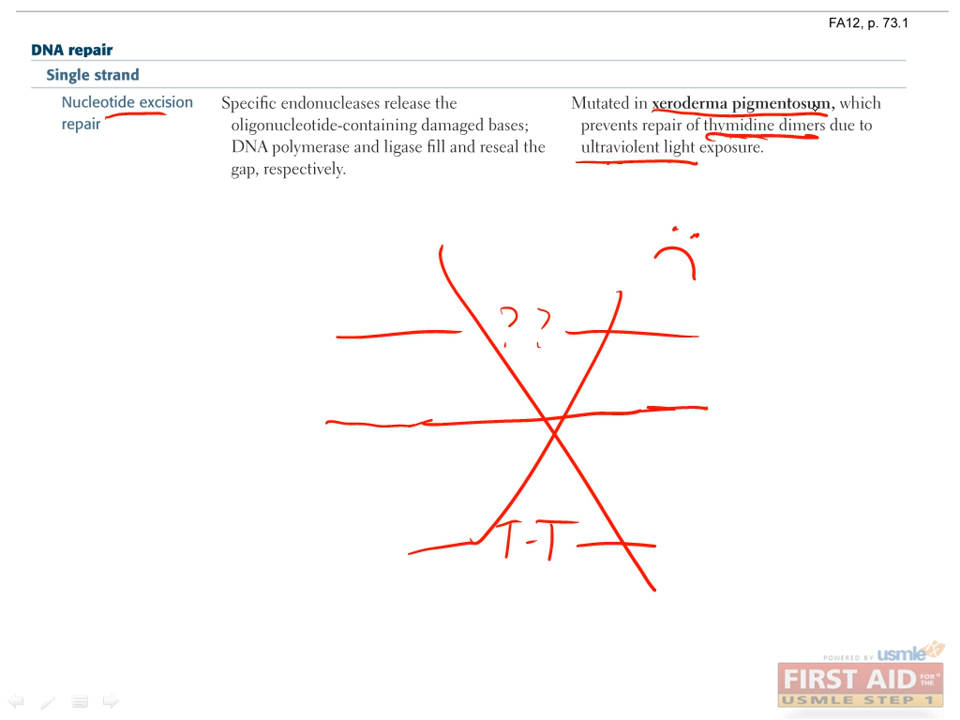 FA12, p. 73.1
DNA repair
Single strand
Nucleotide excision
repair
Specific endonucleases release the
oligonucleotide-containing damaged bases;
DNA polymerase and ligase fill and reseal the
gap, respectively.
Mutated in xeroderma pigmentosum, which
prevents repair of thymidine dimers due to
ultraviolent light exposure.
? ?
T-T
POWERED BY usmle Rx
FIRST AID FOR THE
USMLE STEP 1